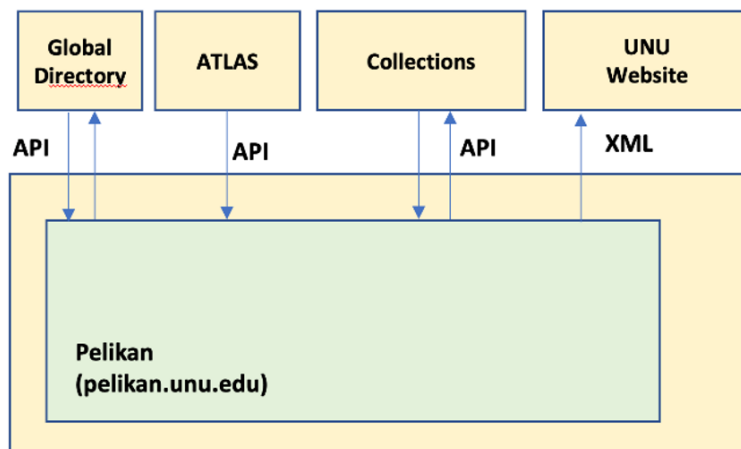 Global
Directory
ATLAS
Collections
UNU
Website
API
API
API
XML
Pelikan
(pelikan.unu.edu)